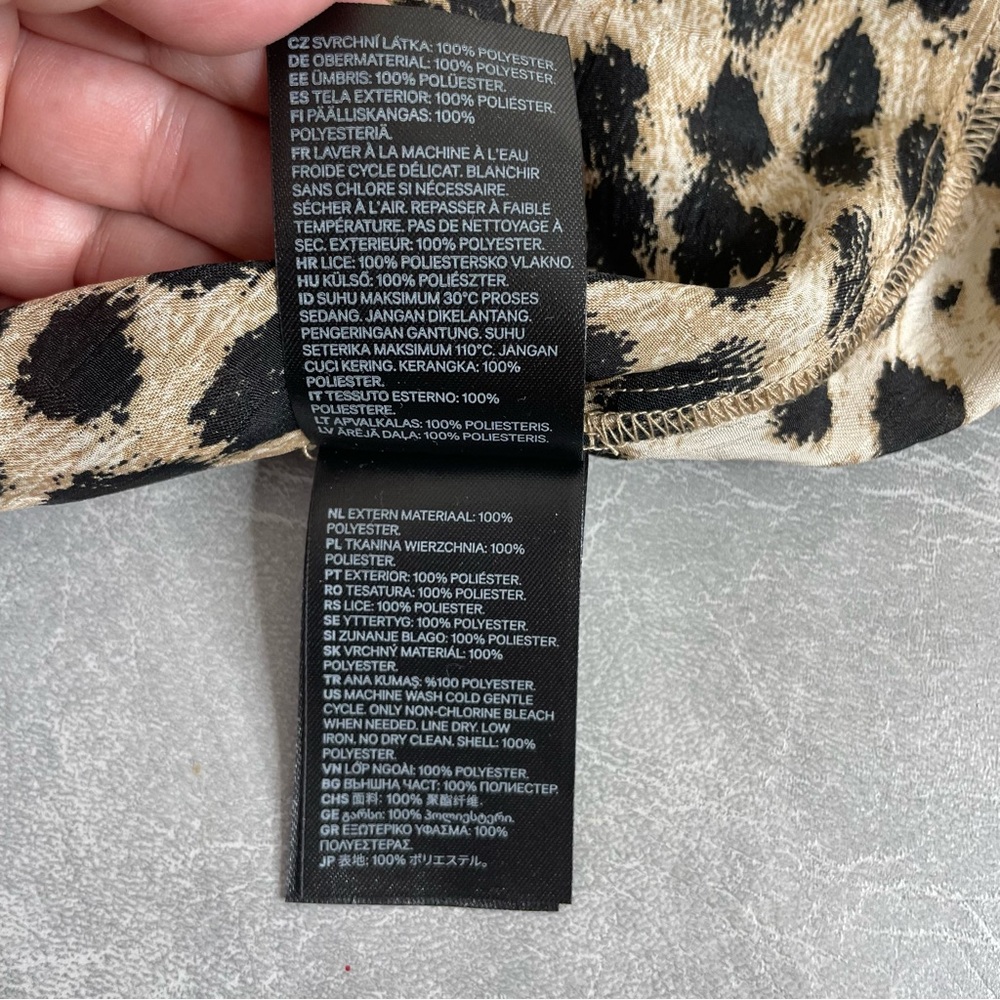 CZ SVRCHNÍ LÁTKA: 100% POLYESTER.
DE OBERMATERIAL: 100% POLYESTER.
EE ÜMBRIS: 100% POLÜESTER.
ES TELA EXTERIOR: 100% POLIÉSTER.
FI PÄÄLLISKANGAS: 100%
POLYESTERIÄ.
FR LAVER À LA MACHINE À L'EAU
FROIDE CYCLE DÉLICAT. BLANCHIR
SANS CHLORE SI NÉCESSAIRE.
SÉCHER À L'AIR. REPASSER À FAIBLE
TEMPÉRATURE. PAS DE NETTOYAGE À
SEC. EXTERIEUR: 100% POLYESTER.
HR LICE: 100% POLIESTERSKO VLAKNO.
HU KÜLSŐ: 100% POLIÉSZTER.
ID SUHU MAKSIMUM 30°C PROSES
SEDANG. JANGAN DIKELANTANG.
PENGERINGAN GANTUNG. SUHU
SETERIKA MAKSIMUM 110°C. JANGAN
CUCI KERING. KERANGKA: 100%
POLIESTER.
IT TESSUTO ESTERNO: 100%
POLIESTERE.
LT APVALKALAS: 100% POLIESTERIS.
LV ĀRĒJĀ DAĻA: 100% POLIESTERIS.
NL EXTERN MATERIAAL: 100%
POLYESTER.
PL TKANINA WIERZCHNIA: 100%
POLIESTER.
PT EXTERIOR: 100% POLIÉSTER.
RO TESATURA: 100% POLIESTER.
RS LICE: 100% POLIESTER.
SE YTTERTYG: 100% POLYESTER.
SI ZUNANJE BLAGO: 100% POLIESTER.
SK VRCHNÝ MATERIÁL: 100%
POLYESTER.
TR ANA KUMAŞ: %100 POLYESTER.
US MACHINE WASH COLD GENTLE
CYCLE. ONLY NON-CHLORINE BLEACH
WHEN NEEDED. LINE DRY. LOW
IRON. NO DRY CLEAN. SHELL: 100%
POLYESTER.
VN LỚP NGOÀI: 100% POLYESTER.
BG ВЪНШНА ЧАСТ: 100% ПОЛИЕСТЕР.
CHS 面料: 100% 聚酯纤维.
GE გარსი: 100% პოლიესტერი.
GR ΕΞΩΤΕΡΙΚΟ ΥΦΑΣΜΑ: 100%
ΠΟΛΥΕΣΤΕΡΑΣ.
JP 表地: 100% ポリエステル。